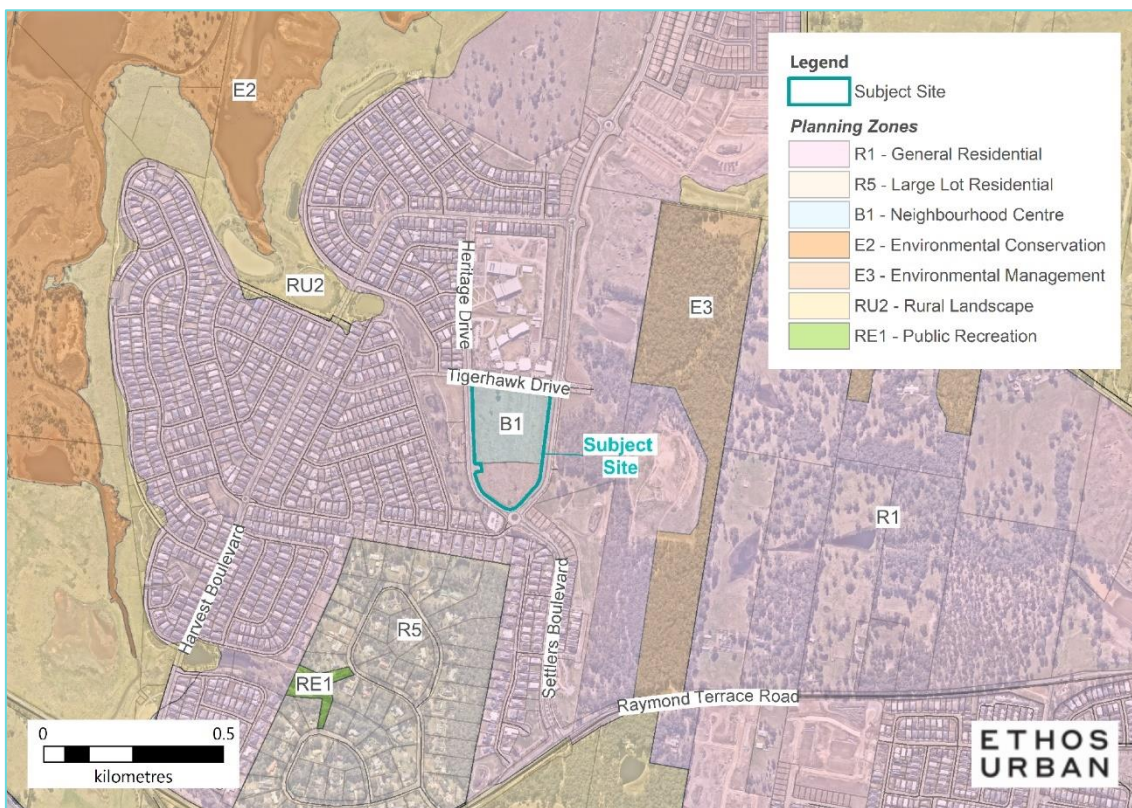 Legend
Subject Site
Planning Zones
R1 - General Residential
R5 - Large Lot Residential
B1 - Neighbourhood Centre
E2 - Environmental Conservation
E3 - Environmental Management
RU2 - Rural Landscape
RE1 - Public Recreation
E2
RU2
Heritage Drive
E3
Tigerhawk Drive
B1
Subject
Site
R1
Harvest Boulevard
R5
Settlers Boulevard
RE1
Raymond Terrace Road
0 0.5
kilometres
ETHOS
URBAN